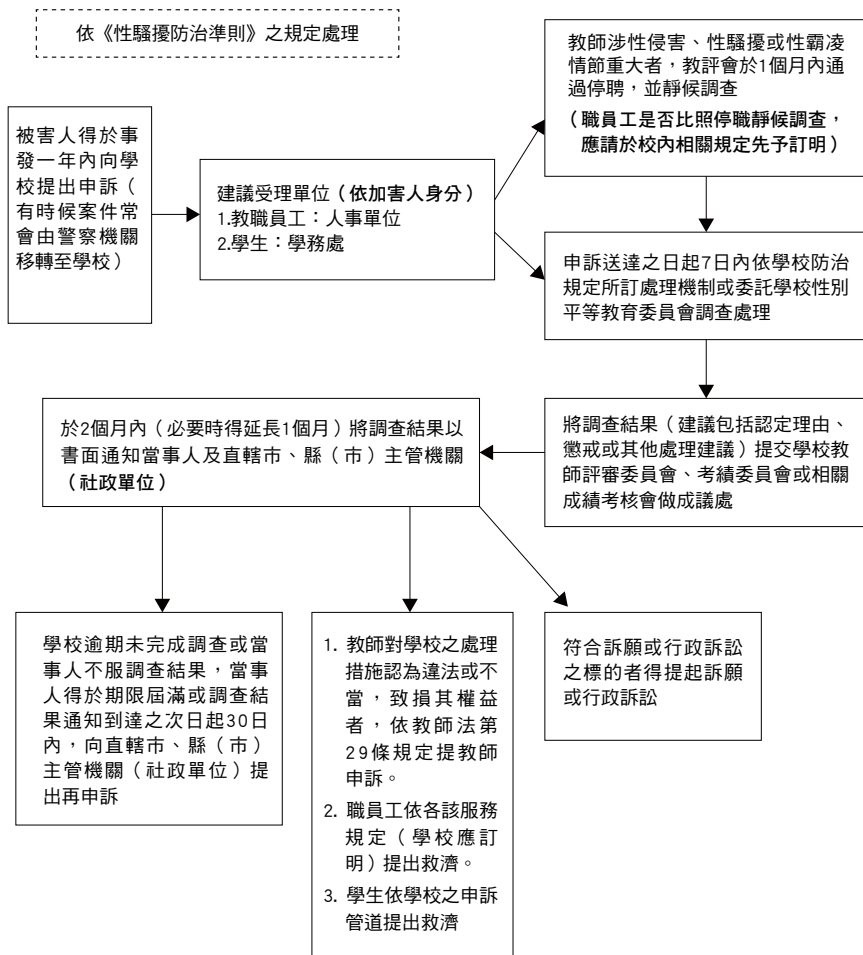 依《性騷擾防治準則》之規定處理
被害人得於事
發一年內向學
校提出申訴（
有時候案件常
會由警察機關
移轉至學校）
建議受理單位（依加害人身分）
1.教職員工：人事單位
2.學生：學務處
教師涉性侵害、性騷擾或性霸凌
情節重大者，教評會於1個月內通
過停聘，並靜候調查
（職員工是否比照停職靜候調查，
應請於校內相關規定先予訂明）
申訴送達之日起7日內依學校防治
規定所訂處理機制或委託學校性別
平等教育委員會調查處理
將調查結果（建議包括認定理由、
懲戒或其他處理建議）提交學校教
師評審委員會、考績委員會或相關
成績考核會做成議處
於2個月內（必要時得延長1個月）將調查結果以
書面通知當事人及直轄市、縣（市）主管機關
（社政單位）
學校逾期未完成調查或當
事人不服調查結果，當事
人得於期限屆滿或調查結
果通知到達之次日起30日
內，向直轄市、縣（市）
主管機關（社政單位）提
出再申訴
1. 教師對學校之處理
措施認為違法或不
當，致損其權益
者，依教師法第
29條規定提教師
申訴。
2. 職員工依各該服務
規定（學校應訂
明）提出救濟。
3. 學生依學校之申訴
管道提出救濟
符合訴願或行政訴訟
之標的者得提起訴願
或行政訴訟